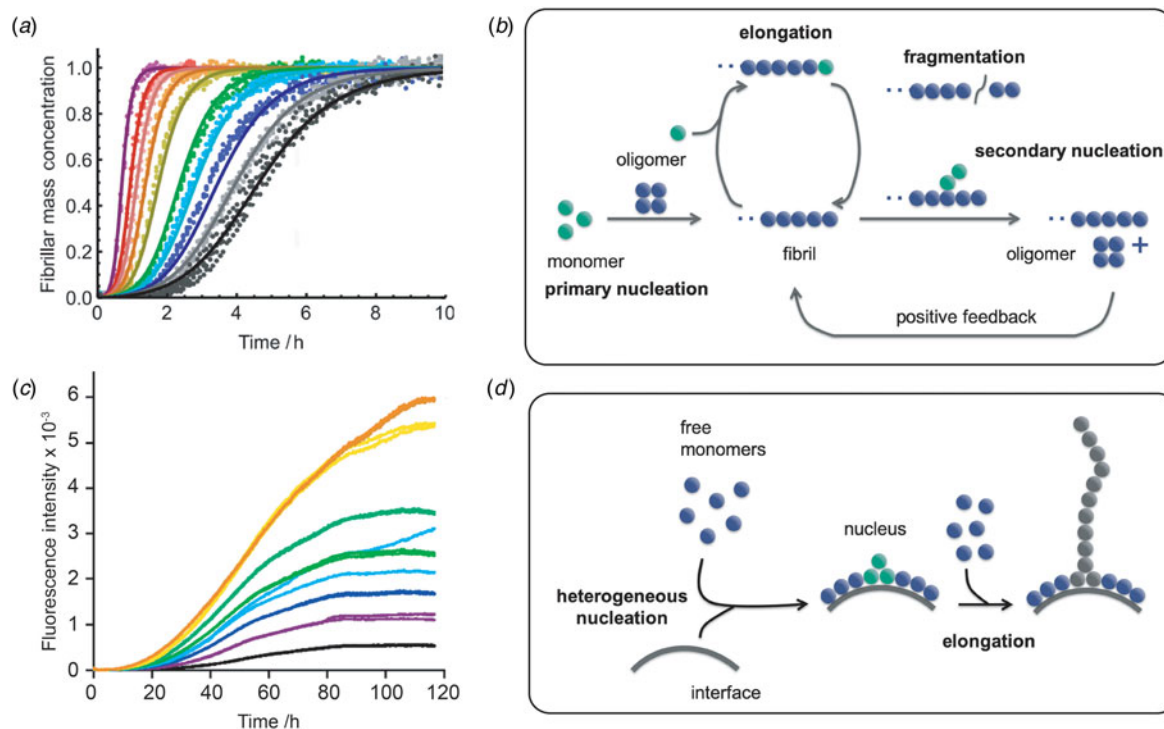 (a)
Fibrillar mass concentration
1.0
0.8
0.6
0.4
0.2
0.0
0 2 4 6 8 10
Time /h
(b)
elongation
fragmentation
oligomer
secondary nucleation
monomer
fibril
oligomer
+
primary nucleation
positive feedback
(c)
Fluorescence intensity x 10-3
6
5
4
3
2
1
0
0 20 40 60 80 100 120
Time /h
(d)
free
monomers
nucleus
heterogeneous
nucleation
elongation
interface